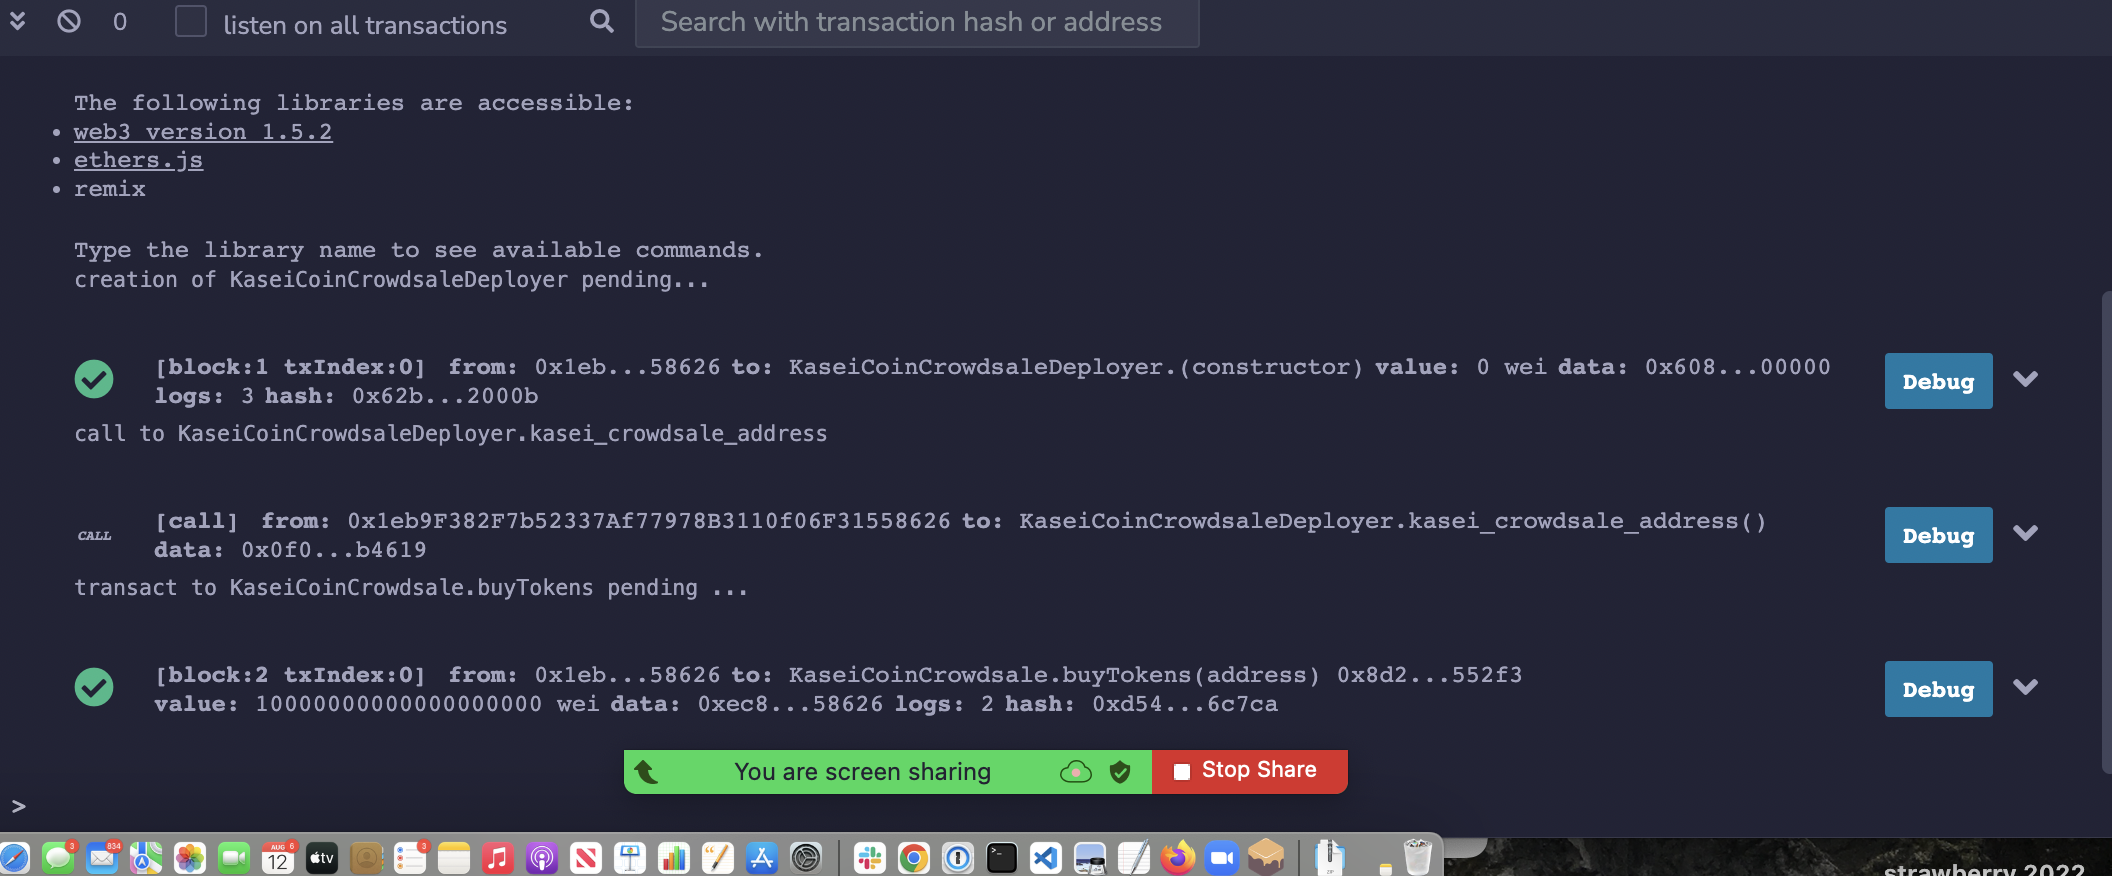 0
listen on all transactions
Search with transaction hash or address
The following libraries are accessible:
web3 version 1.5.2
ethers.js
remix
Type the library name to see available commands.
creation of KaseiCoinCrowdsaleDeployer pending...
[block:1 txIndex:0] from: 0x1eb...58626 to: KaseiCoinCrowdsaleDeployer.(constructor) value: 0 wei data: 0x608...00000
logs: 3 hash: 0x62b...2000b
Debug
call to KaseiCoinCrowdsaleDeployer.kasei_crowdsale_address
CALL
[call] from: 0x1eb9F382F7b52337Af77978B3110f06F31558626 to: KaseiCoinCrowdsaleDeployer.kasei_crowdsale_address()
data: 0x0f0...b4619
Debug
transact to KaseiCoinCrowdsale.buyTokens pending ...
[block:2 txIndex:0] from: 0x1eb...58626 to: KaseiCoinCrowdsale.buyTokens(address) 0x8d2...552f3
value: 10000000000000000000 wei data: 0xec8...58626 logs: 2 hash: 0xd54...6c7ca
Debug
You are screen sharing
Stop Share
>
3
834
AUG 6
12
tv
3
strawberry 2022